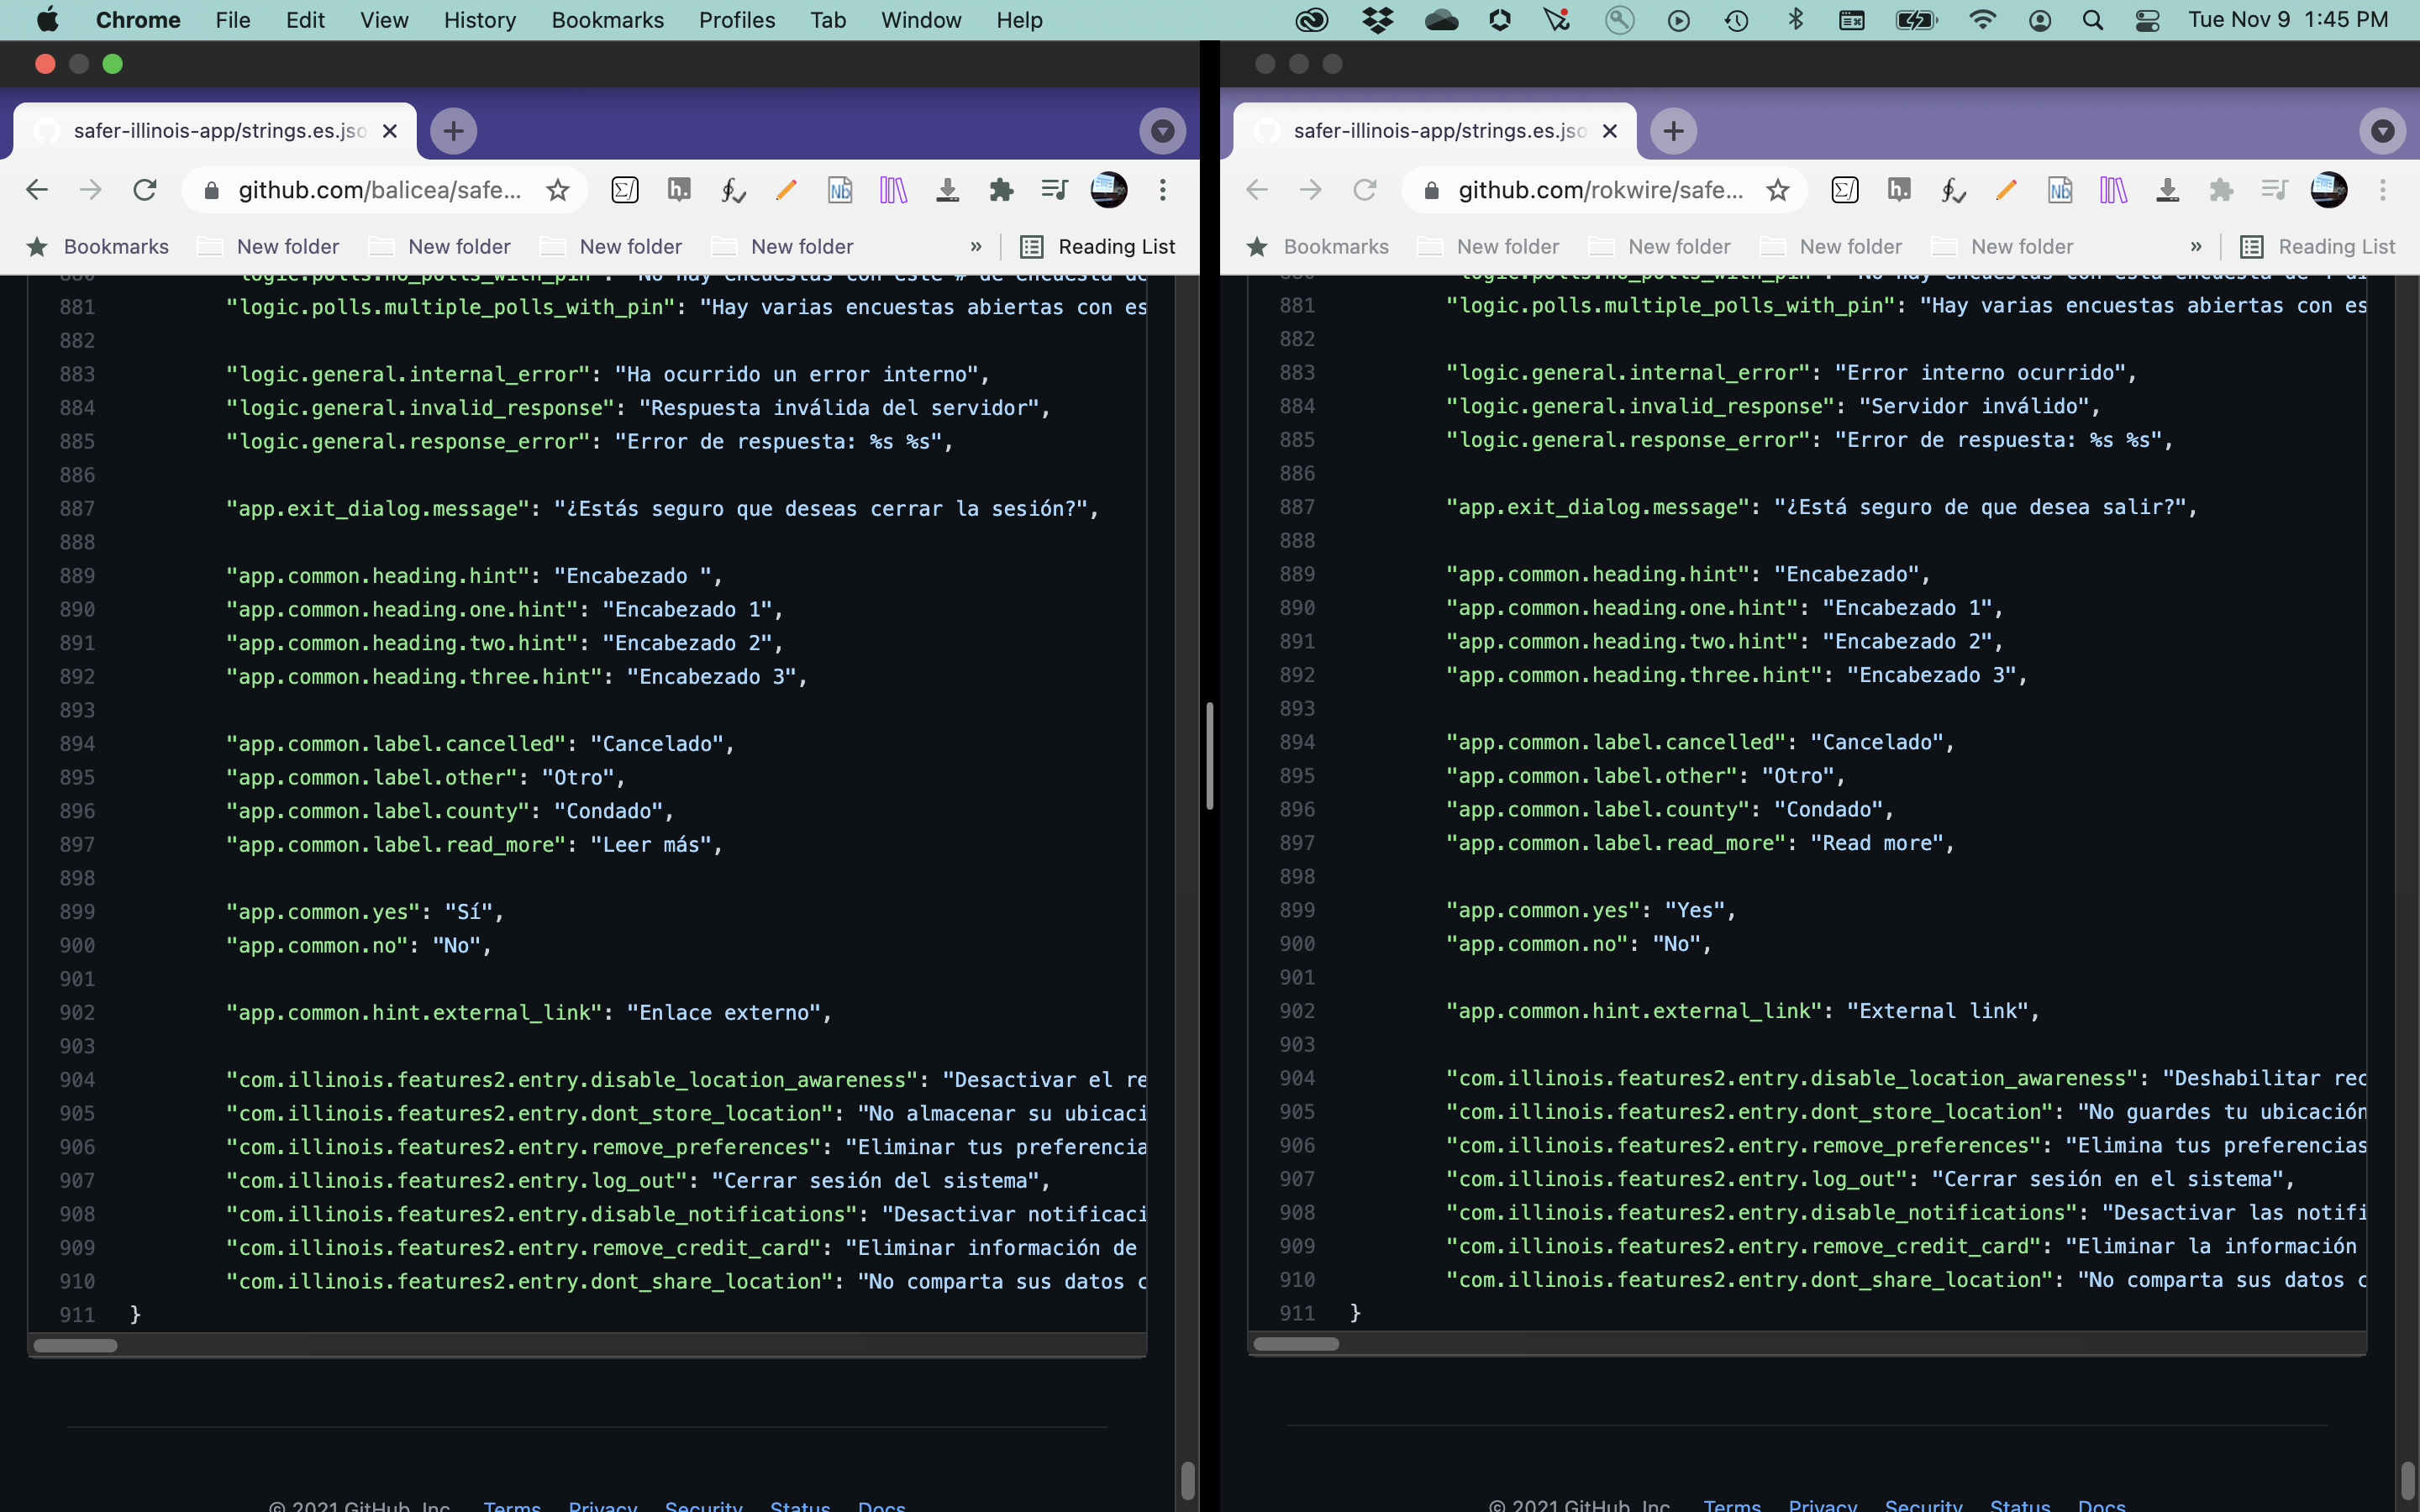 Chrome File Edit View History Bookmarks Profiles Tab Window Help Tue Nov 9 1:45 PM
safer-illinois-app/strings.es.jso
github.com/balicea/safe...
Bookmarks New folder New folder New folder New folder » Reading List
881 "logic.polls.multiple_polls_with_pin": "Hay varias encuestas abiertas con es
882
883 "logic.general.internal_error": "Ha ocurrido un error interno",
884 "logic.general.invalid_response": "Respuesta inválida del servidor",
885 "logic.general.response_error": "Error de respuesta: %s %s",
886
887 "app.exit_dialog.message": "¿Estás seguro que deseas cerrar la sesión?",
888
889 "app.common.heading.hint": "Encabezado ",
890 "app.common.heading.one.hint": "Encabezado 1",
891 "app.common.heading.two.hint": "Encabezado 2",
892 "app.common.heading.three.hint": "Encabezado 3",
893
894 "app.common.label.cancelled": "Cancelado",
895 "app.common.label.other": "Otro",
896 "app.common.label.county": "Condado",
897 "app.common.label.read_more": "Leer más",
898
899 "app.common.yes": "Sí",
900 "app.common.no": "No",
901
902 "app.common.hint.external_link": "Enlace externo",
903
904 "com.illinois.features2.entry.disable_location_awareness": "Desactivar el re
905 "com.illinois.features2.entry.dont_store_location": "No almacenar su ubicaci
906 "com.illinois.features2.entry.remove_preferences": "Eliminar tus preferencia
907 "com.illinois.features2.entry.log_out": "Cerrar sesión del sistema",
908 "com.illinois.features2.entry.disable_notifications": "Desactivar notificaci
909 "com.illinois.features2.entry.remove_credit_card": "Eliminar información de
910 "com.illinois.features2.entry.dont_share_location": "No comparta sus datos c
911 }
© 2021 GitHub, Inc. Terms Privacy Security Status Docs
safer-illinois-app/strings.es.jso
github.com/rokwire/safe...
Bookmarks New folder New folder New folder New folder » Reading List
881 "logic.polls.multiple_polls_with_pin": "Hay varias encuestas abiertas con es
882
883 "logic.general.internal_error": "Error interno ocurrido",
884 "logic.general.invalid_response": "Servidor inválido",
885 "logic.general.response_error": "Error de respuesta: %s %s",
886
887 "app.exit_dialog.message": "¿Está seguro de que desea salir?",
888
889 "app.common.heading.hint": "Encabezado",
890 "app.common.heading.one.hint": "Encabezado 1",
891 "app.common.heading.two.hint": "Encabezado 2",
892 "app.common.heading.three.hint": "Encabezado 3",
893
894 "app.common.label.cancelled": "Cancelado",
895 "app.common.label.other": "Otro",
896 "app.common.label.county": "Condado",
897 "app.common.label.read_more": "Read more",
898
899 "app.common.yes": "Yes",
900 "app.common.no": "No",
901
902 "app.common.hint.external_link": "External link",
903
904 "com.illinois.features2.entry.disable_location_awareness": "Deshabilitar rec
905 "com.illinois.features2.entry.dont_store_location": "No guardes tu ubicación
906 "com.illinois.features2.entry.remove_preferences": "Elimina tus preferencias
907 "com.illinois.features2.entry.log_out": "Cerrar sesión en el sistema",
908 "com.illinois.features2.entry.disable_notifications": "Desactivar las notifi
909 "com.illinois.features2.entry.remove_credit_card": "Eliminar la información
910 "com.illinois.features2.entry.dont_share_location": "No comparta sus datos c
911 }
© 2021 GitHub, Inc. Terms Privacy Security Status Docs